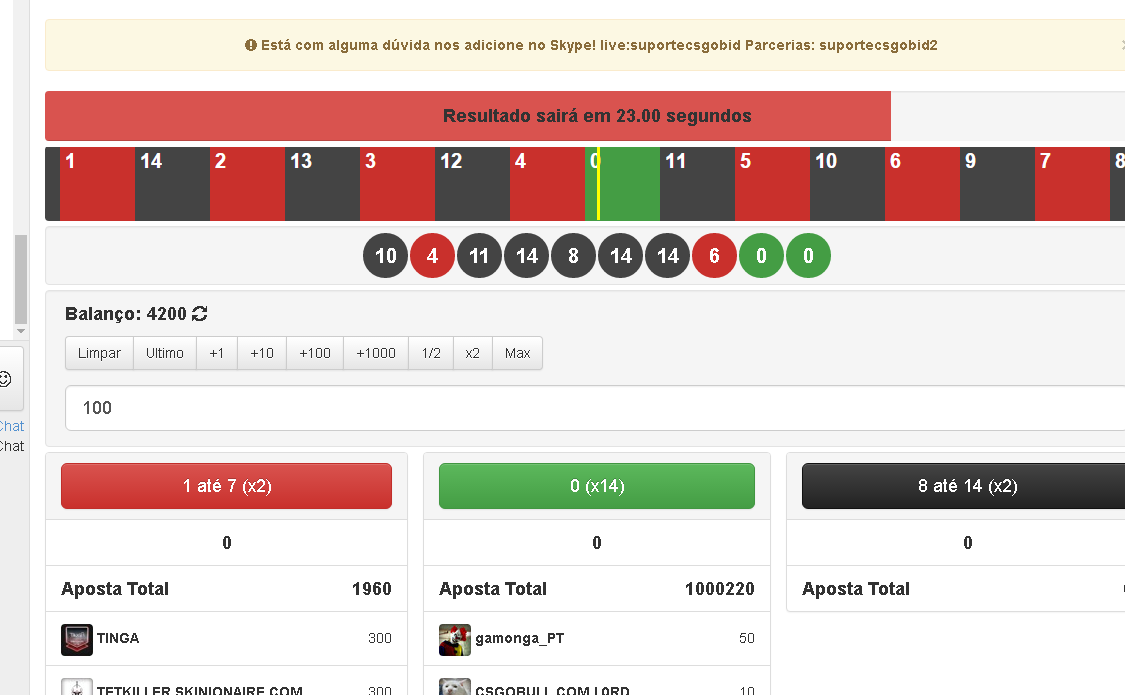 Está com alguma dúvida nos adicione no Skype! live:suportecsgobid Parcerias: suportecsgobid2
Resultado sairá em 23.00 segundos
1 14 2 13 3 12 4 0 11 5 10 6 9 7 8
10 4 11 14 8 14 14 6 0 0
Balanço: 4200
Limpar Ultimo +1 +10 +100 +1000 1/2 x2 Max
100
Chat
Chat
1 até 7 (x2) 0 (x14) 8 até 14 (x2)
0 0 0
Aposta Total 1960 Aposta Total 1000220 Aposta Total
TINGA 300 gamonga_PT 50
TETKILLER SKINIONAIRE.COM 300 CSGOBULL.COM L0RD 10